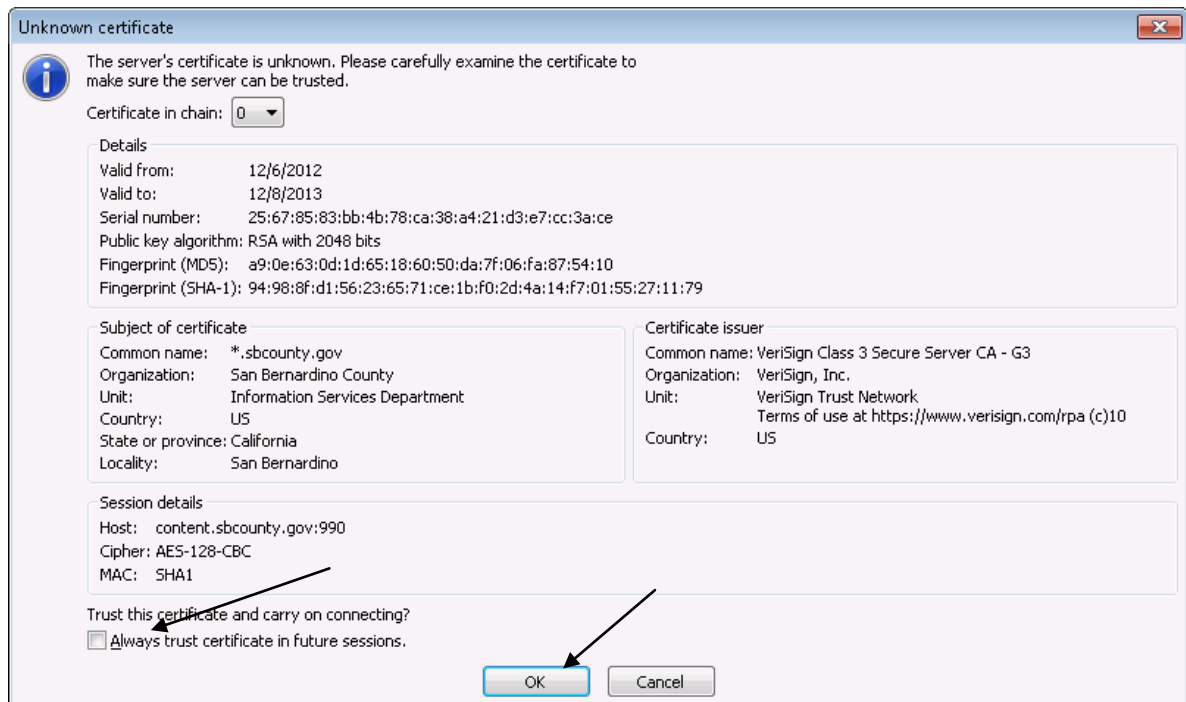 Unknown certificate
The server's certificate is unknown. Please carefully examine the certificate to
make sure the server can be trusted.
Certificate in chain: 0
Details
Valid from: 12/6/2012
Valid to: 12/8/2013
Serial number: 25:67:85:83:bb:4b:78:ca:38:a4:21:d3:e7:cc:3a:ce
Public key algorithm: RSA with 2048 bits
Fingerprint (MD5): a9:0e:63:0d:1d:65:18:60:50:da:7f:06:fa:87:54:10
Fingerprint (SHA-1): 94:98:8f:d1:56:23:65:71:ce:1b:f0:2d:4a:14:f7:01:55:27:11:79
Subject of certificate
Common name: *.sbcounty.gov
Organization: San Bernardino County
Unit: Information Services Department
Country: US
State or province: California
Locality: San Bernardino
Certificate issuer
Common name: VeriSign Class 3 Secure Server CA - G3
Organization: VeriSign, Inc.
Unit: VeriSign Trust Network
Terms of use at https://www.verisign.com/rpa (c)10
Country: US
Session details
Host: content.sbcounty.gov:990
Cipher: AES-128-CBC
MAC: SHA1
Trust this certificate and carry on connecting?
Always trust certificate in future sessions.
OK Cancel